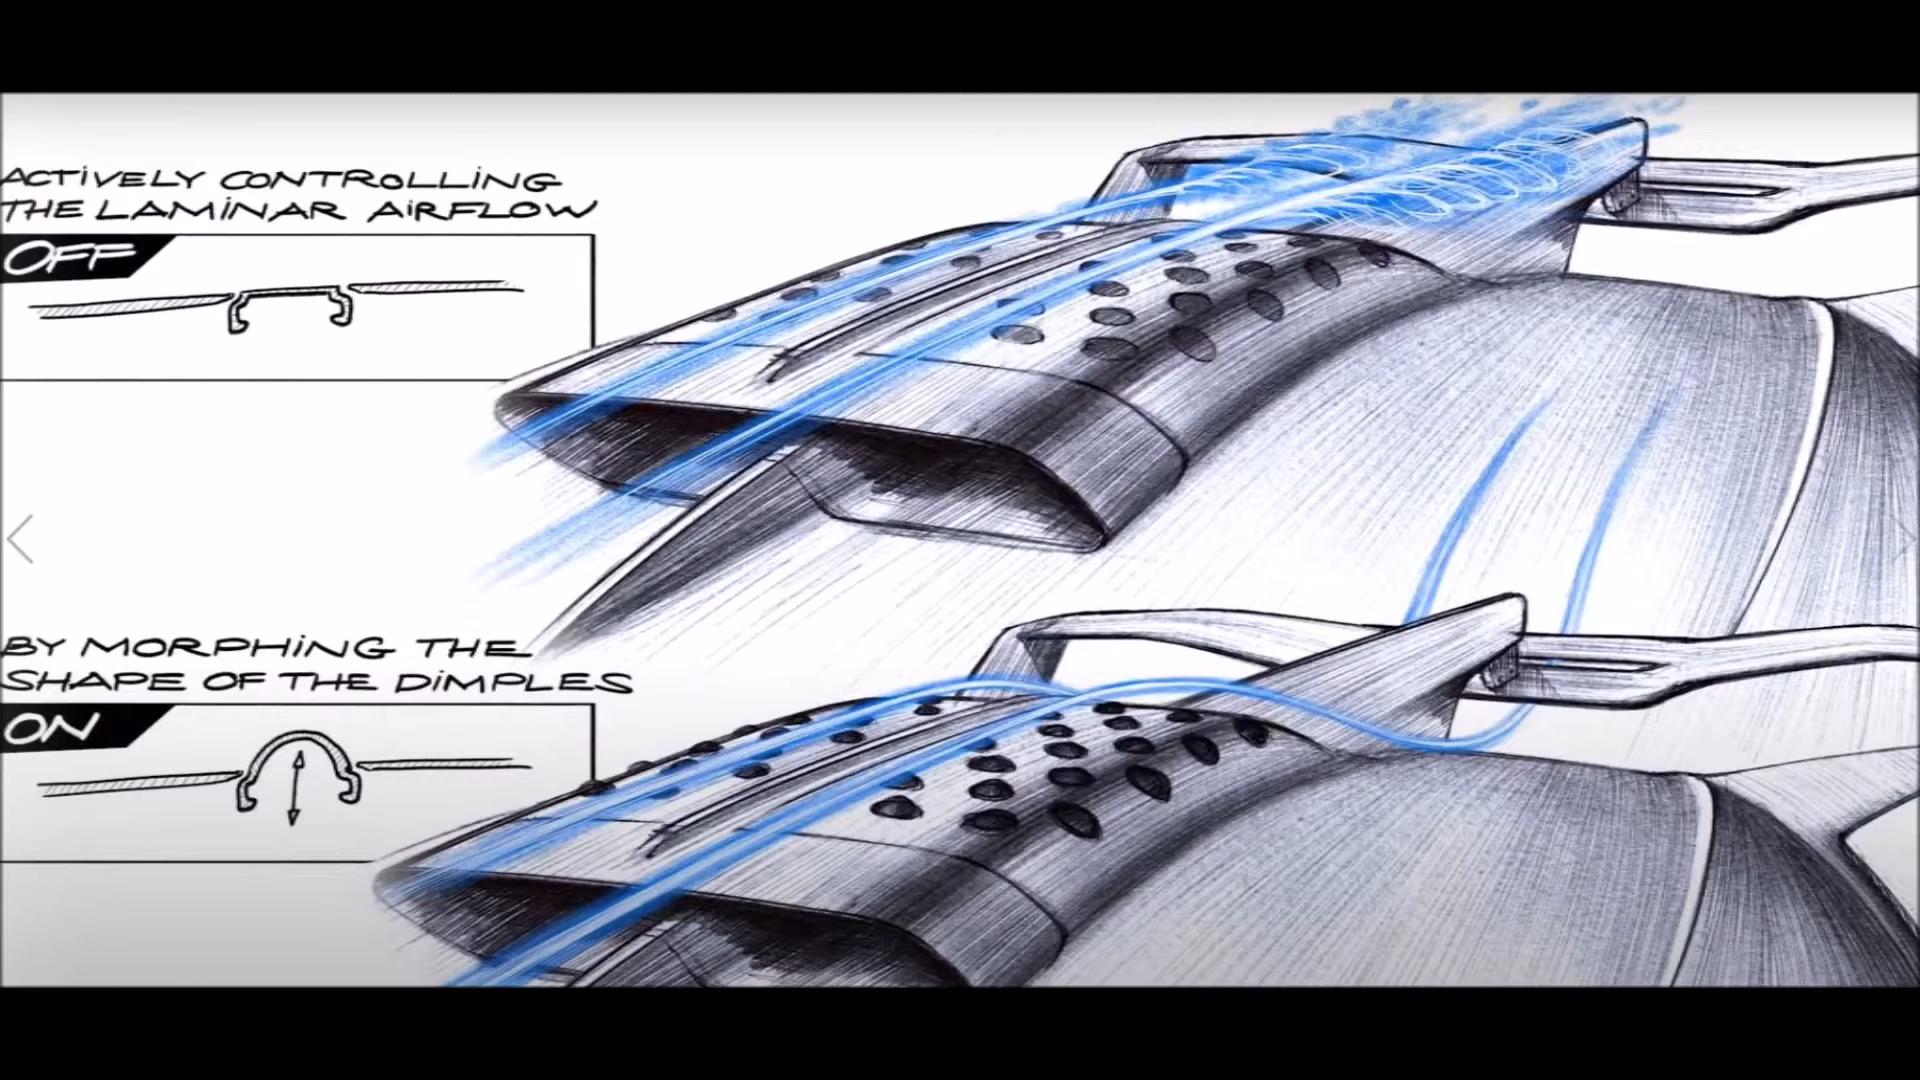 ACTIVELY CONTROLLING
THE LAMINAR AIRFLOW
OFF
BY MORPHING THE
SHAPE OF THE DIMPLES
ON